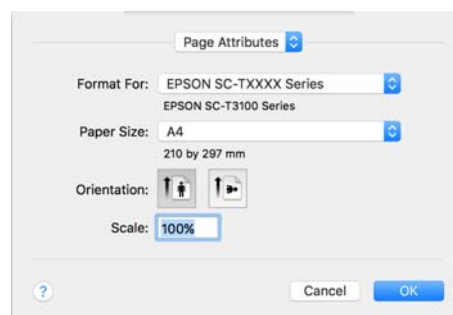 Page Attributes
Format For: EPSON SC-TXXXX Series
EPSON SC-T3100 Series
Paper Size: A4
210 by 297 mm
Orientation:
Scale: 100%
? Cancel OK